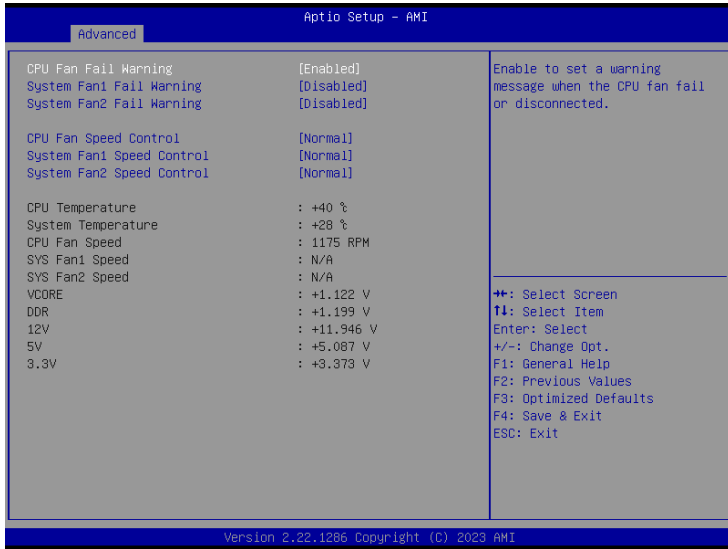 Aptio Setup - AMI
Advanced
CPU Fan Fail Warning [Enabled]
System Fan1 Fail Warning [Disabled]
System Fan2 Fail Warning [Disabled]
CPU Fan Speed Control [Normal]
System Fan1 Speed Control [Normal]
System Fan2 Speed Control [Normal]
CPU Temperature : +40 ℃
System Temperature : +28 ℃
CPU Fan Speed : 1175 RPM
SYS Fan1 Speed : N/A
SYS Fan2 Speed : N/A
VCORE : +1.122 V
DDR : +1.199 V
12V : +11.946 V
5V : +5.087 V
3.3V : +3.373 V
Enable to set a warning
message when the CPU fan fail
or disconnected.
→←: Select Screen
↑↓: Select Item
Enter: Select
+/-: Change Opt.
F1: General Help
F2: Previous Values
F3: Optimized Defaults
F4: Save & Exit
ESC: Exit
Version 2.22.1286 Copyright (C) 2023 AMI